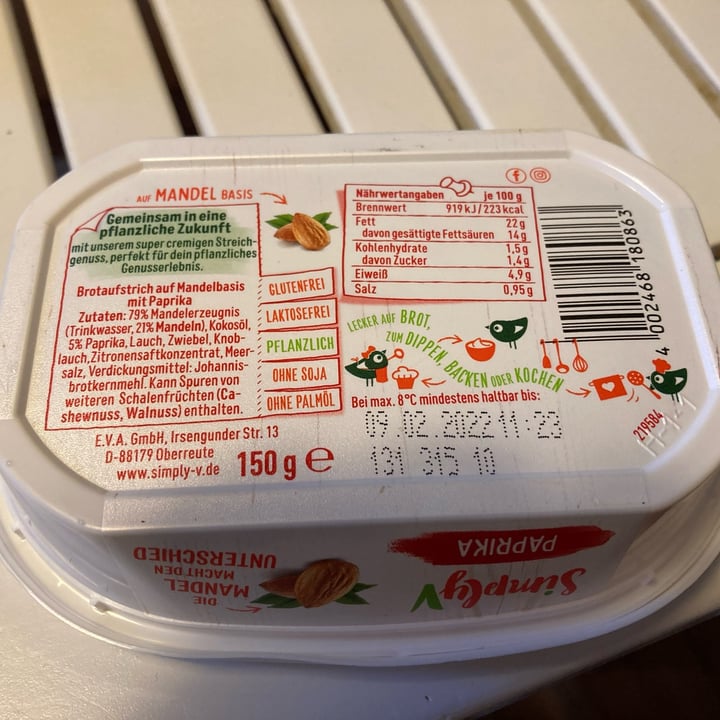 AUF MANDEL BASIS
Gemeinsam in eine
pflanzliche Zukunft
mit unserem super cremigen Streich-
genuss, perfekt für dein pflanzliches
Genusserlebnis.
Brotaufstrich auf Mandelbasis
mit Paprika
Zutaten: 79% Mandelerzeugnis
(Trinkwasser, 21% Mandeln), Kokosöl,
5% Paprika, Lauch, Zwiebel, Knob-
lauch, Zitronensaftkonzentrat, Meer-
salz, Verdickungsmittel: Johannis-
brotkernmehl. Kann Spuren von
weiteren Schalenfrüchten (Ca-
shewnuss, Walnuss) enthalten.
GLUTENFREI
LAKTOSEFREI
PFLANZLICH
OHNE SOJA
OHNE PALMÖL
E.V.A. GmbH, Irsengunder Str. 13
D-88179 Oberreute
www.simply-v.de
150 g e
Nährwertangaben je 100 g
Brennwert 919 kJ/223 kcal
Fett 22 g
davon gesättigte Fettsäuren 14 g
Kohlenhydrate 1,5 g
davon Zucker 1,4 g
Eiweiß 4,9 g
Salz 0,95 g
LECKER AUF BROT,
ZUM DIPPEN, BACKEN ODER KOCHEN
Bei max. 8°C mindestens haltbar bis:
09.02.2022 11:23
131 315 10
4 002468 180863
219584
DIE
MANDEL
MACHT DEN
UNTERSCHIED
Simply V
PAPRIKA